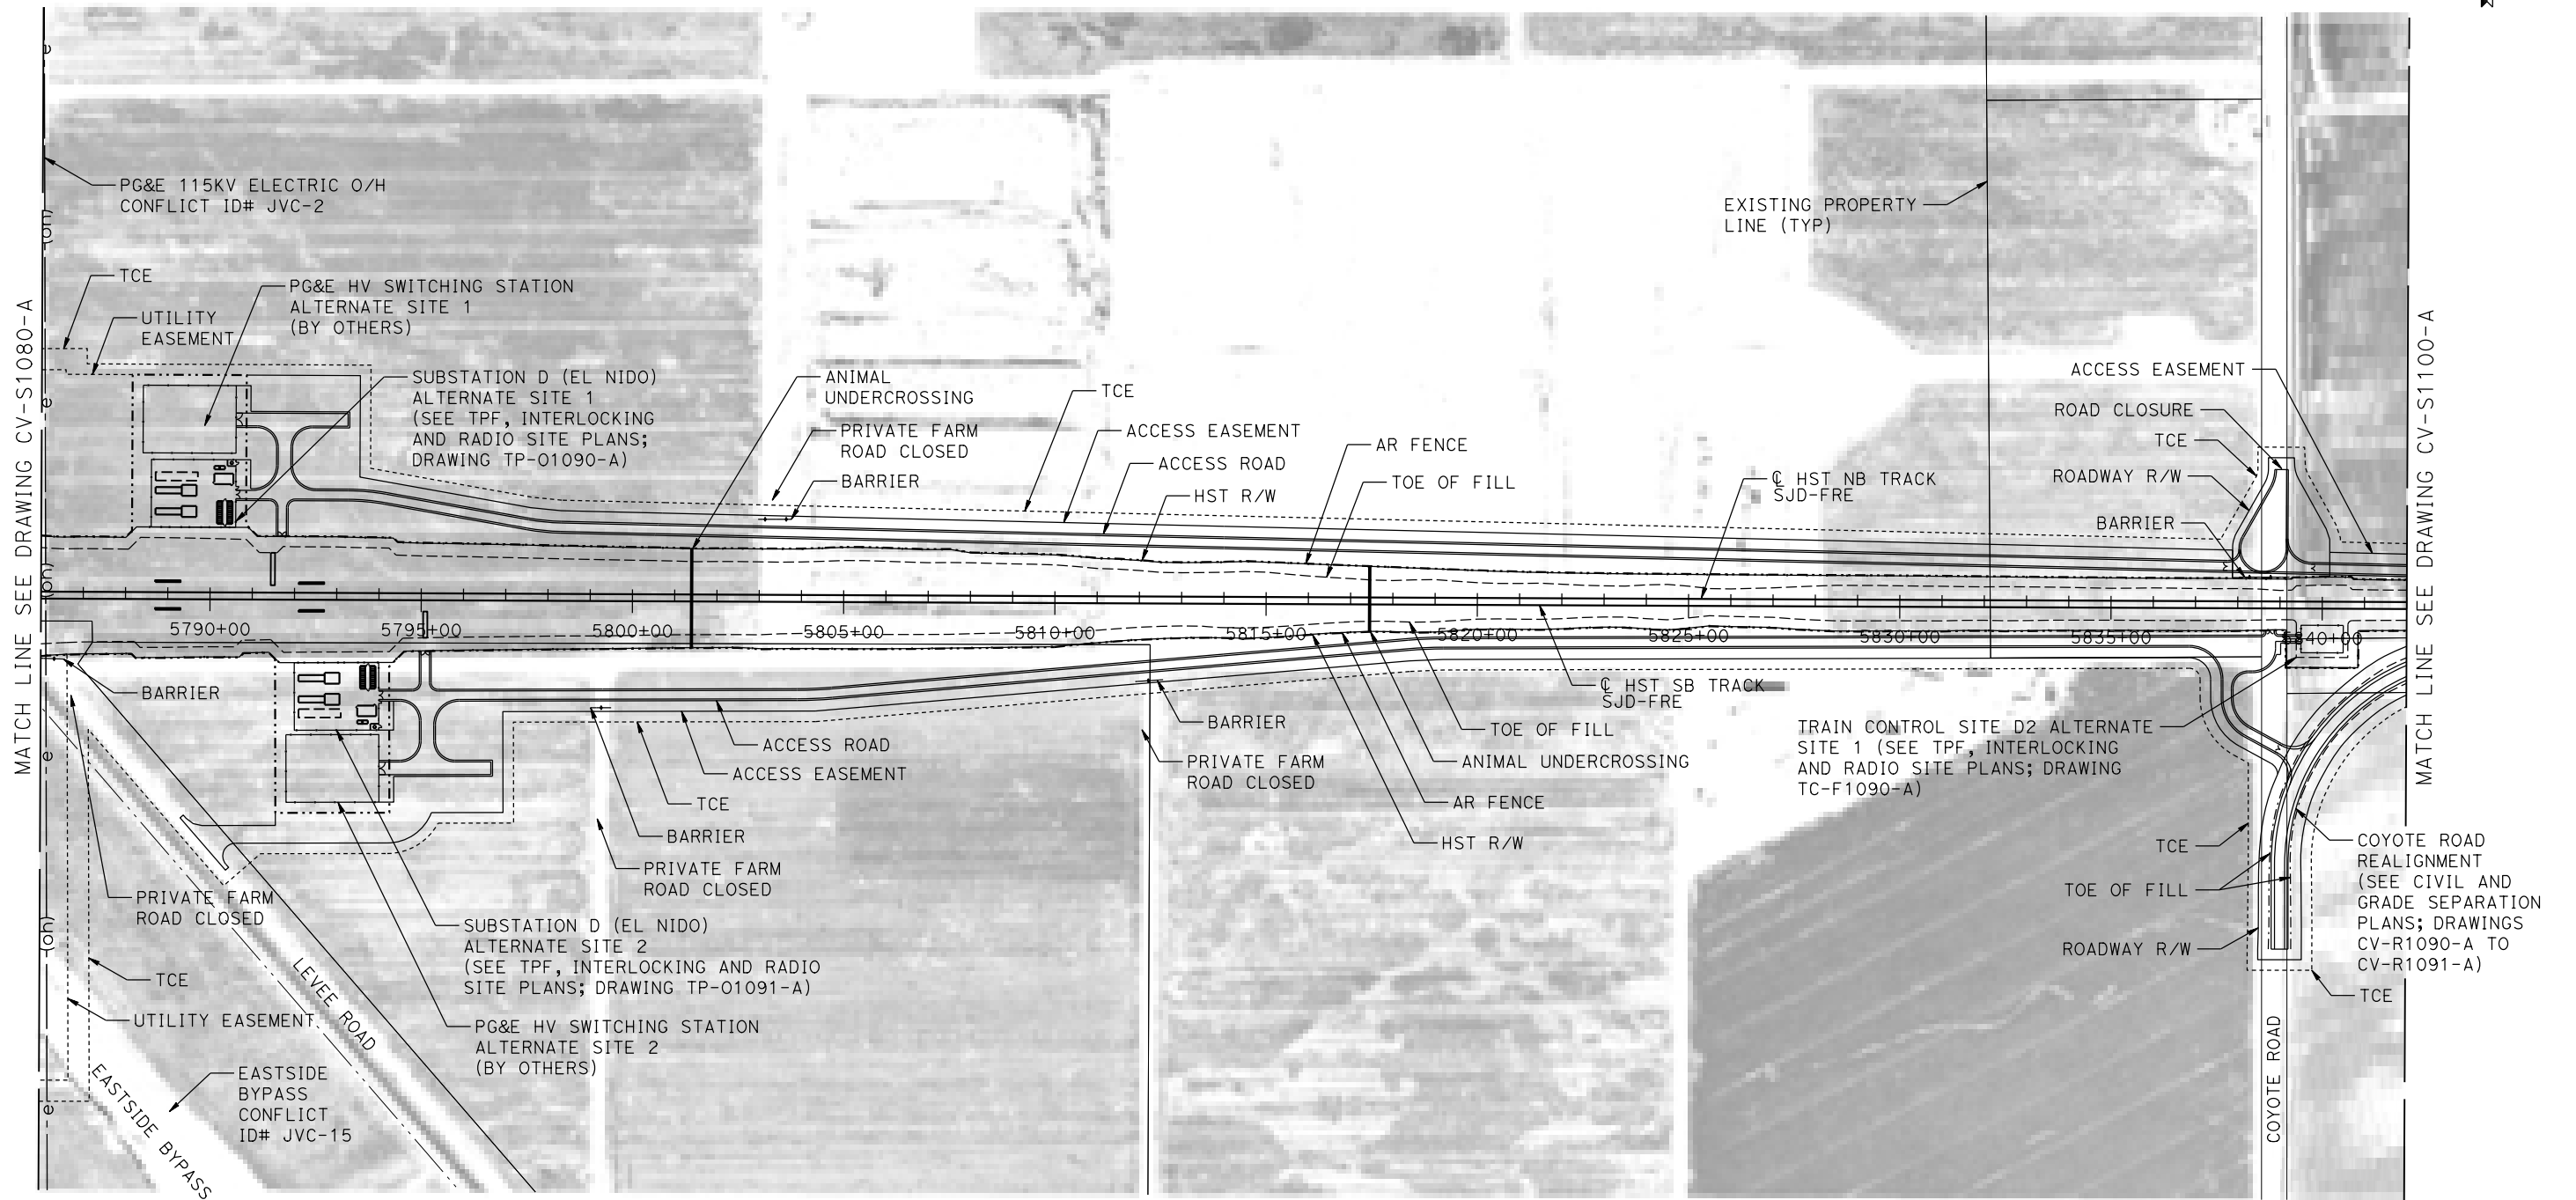 PG&E 115KV ELECTRIC O/H
CONFLICT ID# JVC-2
EXISTING PROPERTY
LINE (TYP)
TCE
UTILITY
EASEMENT
PG&E HV SWITCHING STATION
ALTERNATE SITE 1
(BY OTHERS)
SUBSTATION D (EL NIDO)
ALTERNATE SITE 1
(SEE TPF, INTERLOCKING
AND RADIO SITE PLANS;
DRAWING TP-O1090-A)
ANIMAL
UNDERCROSSING
PRIVATE FARM
ROAD CLOSED
BARRIER
TCE
ACCESS EASEMENT
ACCESS ROAD
HST R/W
AR FENCE
TOE OF FILL
℄ HST NB TRACK
SJD-FRE
ACCESS EASEMENT
ROAD CLOSURE
TCE
ROADWAY R/W
BARRIER
MATCH LINE SEE DRAWING CV-S1080-A
MATCH LINE SEE DRAWING CV-S1100-A
e
(oh)
e
(oh)
e
(oh)
e
5790+00
5795+00
5800+00
5805+00
5810+00
5815+00
5820+00
5825+00
5830+00
5835+00
5840+00
BARRIER
ACCESS ROAD
ACCESS EASEMENT
TCE
BARRIER
PRIVATE FARM
ROAD CLOSED
BARRIER
PRIVATE FARM
ROAD CLOSED
℄ HST SB TRACK
SJD-FRE
TOE OF FILL
ANIMAL UNDERCROSSING
AR FENCE
HST R/W
TRAIN CONTROL SITE D2 ALTERNATE
SITE 1 (SEE TPF, INTERLOCKING
AND RADIO SITE PLANS; DRAWING
TC-F1090-A)
TCE
TOE OF FILL
ROADWAY R/W
COYOTE ROAD
REALIGNMENT
(SEE CIVIL AND
GRADE SEPARATION
PLANS; DRAWINGS
CV-R1090-A TO
CV-R1091-A)
TCE
COYOTE ROAD
PRIVATE FARM
ROAD CLOSED
TCE
UTILITY EASEMENT
LEVEE ROAD
SUBSTATION D (EL NIDO)
ALTERNATE SITE 2
(SEE TPF, INTERLOCKING AND RADIO
SITE PLANS; DRAWING TP-O1091-A)
PG&E HV SWITCHING STATION
ALTERNATE SITE 2
(BY OTHERS)
EASTSIDE
BYPASS
CONFLICT
ID# JVC-15
EASTSIDE BYPASS